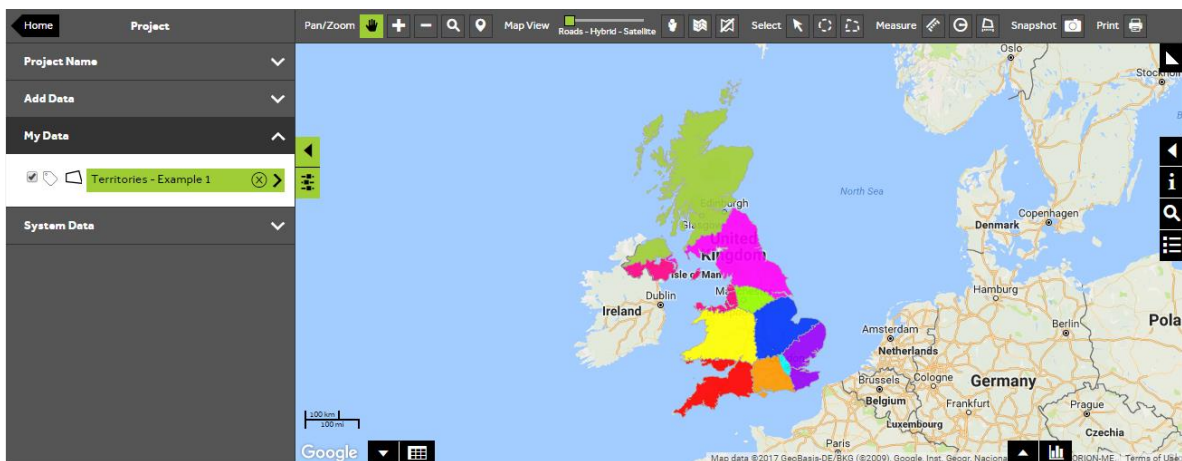 Home
Project
Pan/Zoom
Map View
Roads - Hybrid - Satellite
Select
Measure
Snapshot
Print
Project Name
Add Data
My Data
Territories - Example 1
System Data
Oslo
Stockholm
North Sea
Edinburgh
United
Kingdom
Isle of Man
Dublin
Ireland
Copenhagen
Denmark
Hamburg
Berlin
Pola
Amsterdam
Netherlands
Brussels
Cologne
Germany
Belgium
Frankfurt
Prague
Luxembourg
Czechia
Paris
100 km
100 mi
Google
Map data ©2017 GeoBasis-DE/BKG (©2009), Google, Inst. Geogr. Naciona
ORION-ME
Terms of Use